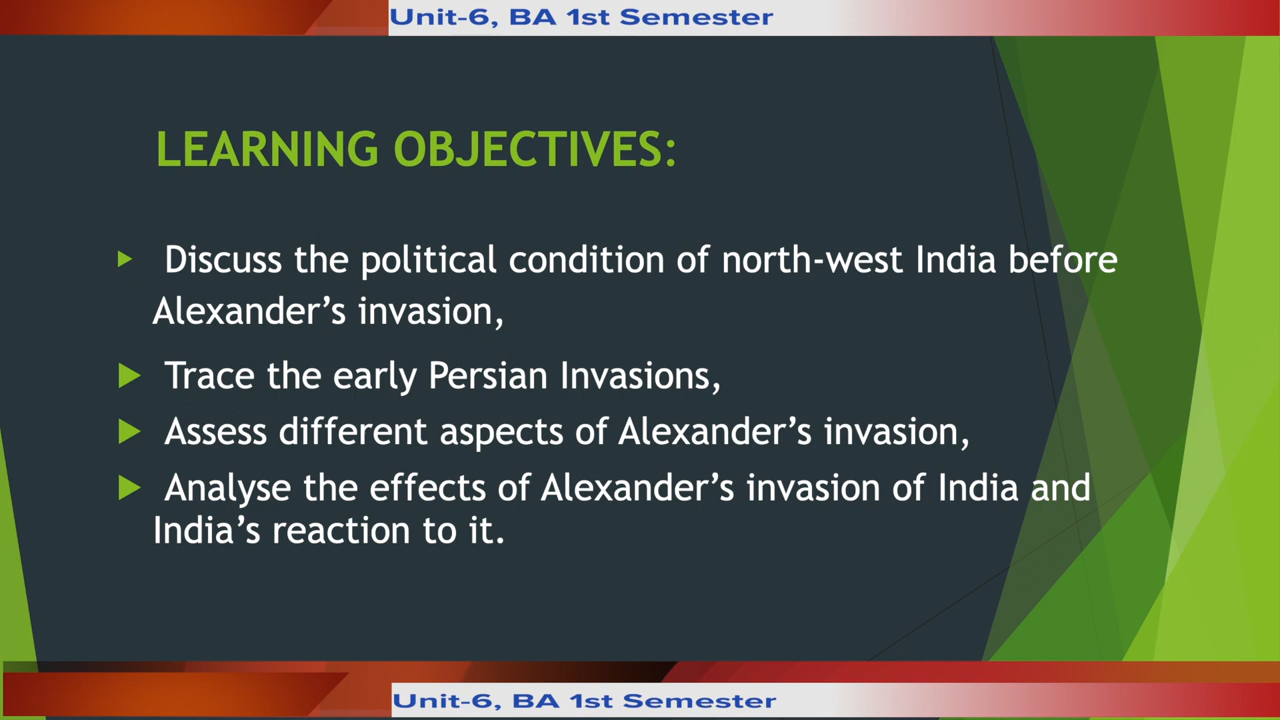 Unit-6, BA 1st Semester
LEARNING OBJECTIVES:
Discuss the political condition of north-west India before
Alexander’s invasion,
Trace the early Persian Invasions,
Assess different aspects of Alexander’s invasion,
Analyse the effects of Alexander’s invasion of India and
India’s reaction to it.
Unit-6, BA 1st Semester